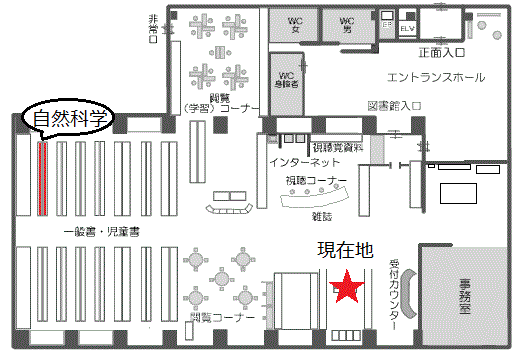 非常口
WC
女
WC
男
EB
ELV
正面入口
エントランスホール
WC
身障者
閲覧
(学習)コーナー
図書館入口
自然科学
視聴覚資料
インターネット
視聴コーナー
雑誌
一般書・児童書
現在地
受付カウンター
事務室
閲覧コーナー